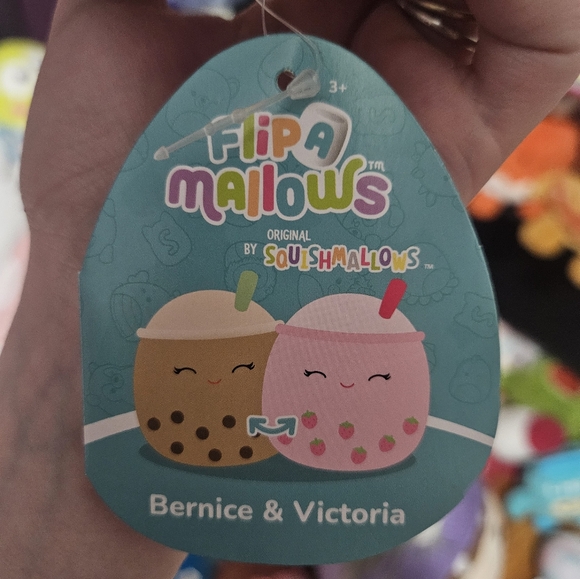 3+
FlipA
mallows™
ORIGINAL
BY SQUISHMALLOWS™
Bernice & Victoria